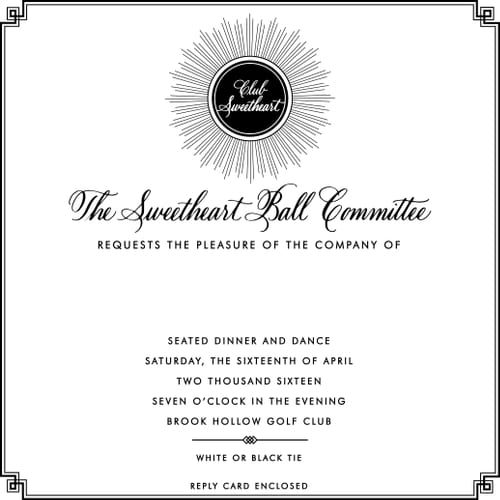 Club
Sweetheart
The Sweetheart Ball Committee
REQUESTS THE PLEASURE OF THE COMPANY OF
SEATED DINNER AND DANCE
SATURDAY, THE SIXTEENTH OF APRIL
TWO THOUSAND SIXTEEN
SEVEN O'CLOCK IN THE EVENING
BROOK HOLLOW GOLF CLUB
WHITE OR BLACK TIE
REPLY CARD ENCLOSED